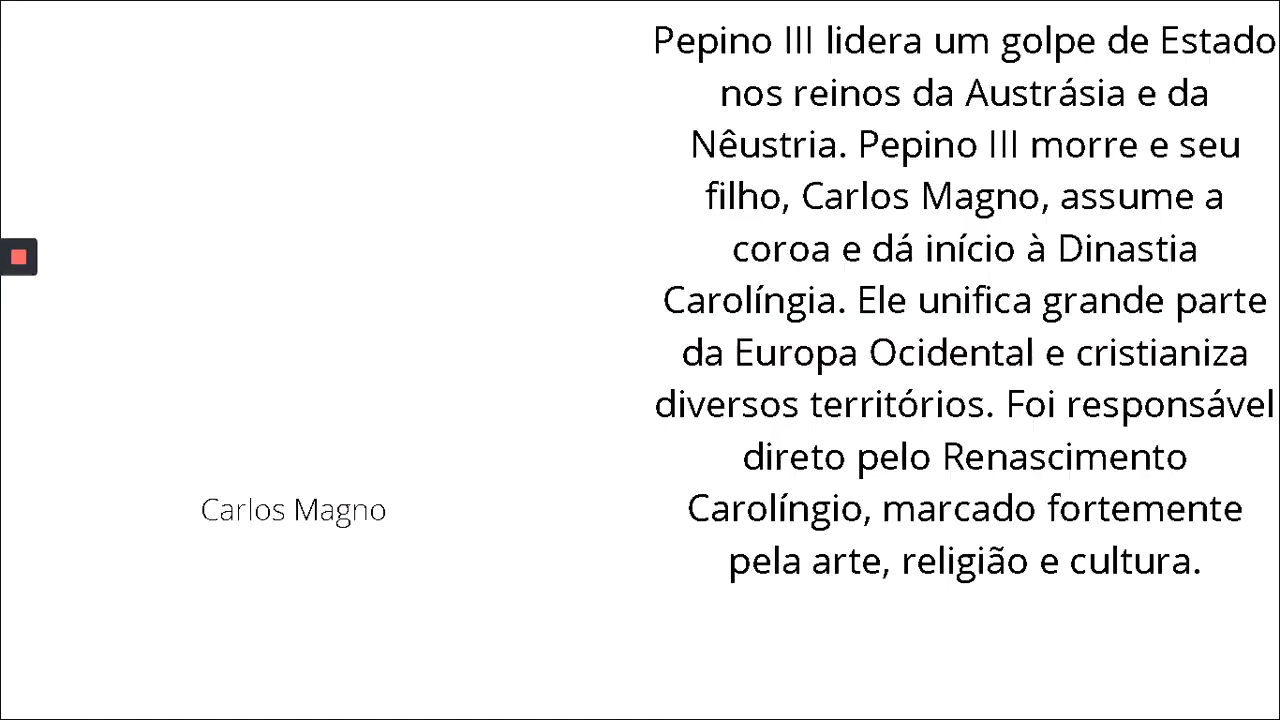 Pepino III lidera um golpe de Estado
nos reinos da Austrásia e da
Nêustria. Pepino III morre e seu
filho, Carlos Magno, assume a
coroa e dá início à Dinastia
Carolíngia. Ele unifica grande parte
da Europa Ocidental e cristianiza
diversos territórios. Foi responsável
direto pelo Renascimento
Carolíngio, marcado fortemente
pela arte, religião e cultura.
Carlos Magno